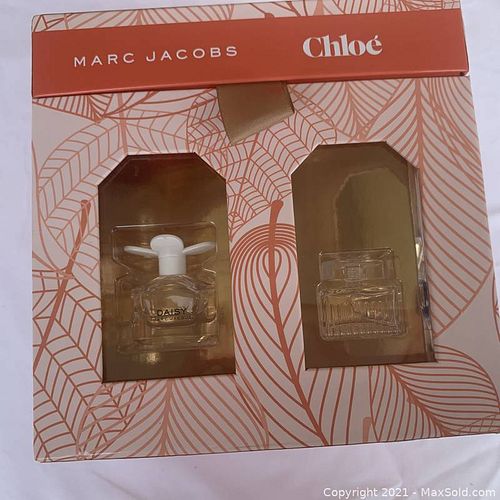 MARC JACOBS
Chloé
DAISY
Copyright 2021 - MaxSold.com